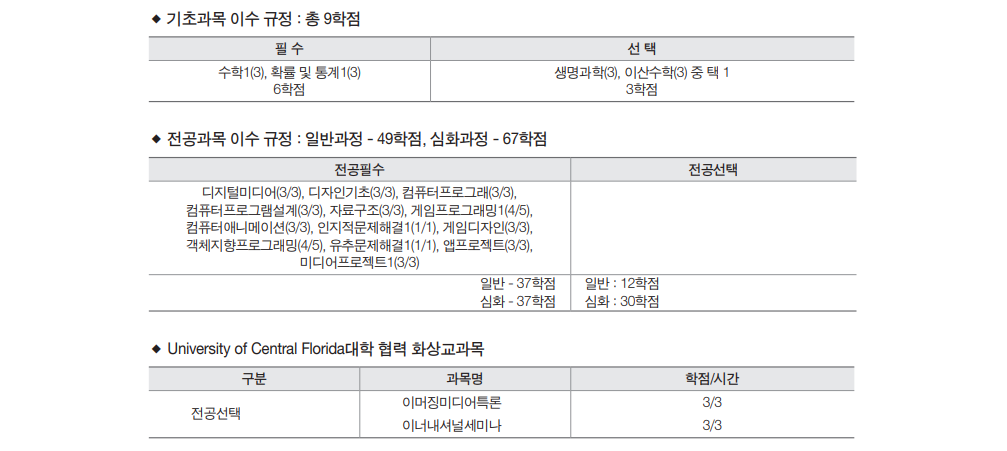 ◆ 기초과목 이수 규정 : 총 9학점
필 수 선 택
수학1(3), 확률 및 통계1(3) 생명과학(3), 이산수학(3) 중 택 1
6학점 3학점
◆ 전공과목 이수 규정 : 일반과정 - 49학점, 심화과정 - 67학점
전공필수 전공선택
디지털미디어(3/3), 디자인기초(3/3), 컴퓨터프로그래(3/3),
컴퓨터프로그램설계(3/3), 자료구조(3/3), 게임프로그래밍1(4/5),
컴퓨터애니메이션(3/3), 인지적문제해결1(1/1), 게임디자인(3/3),
객체지향프로그래밍(4/5), 유추문제해결1(1/1), 앱프로젝트(3/3),
미디어프로젝트1(3/3)
일반 - 37학점 일반 : 12학점
심화 - 37학점 심화 : 30학점
◆ University of Central Florida대학 협력 화상교과목
구분 과목명 학점/시간
전공선택
이머징미디어특론 3/3
이너내셔널세미나 3/3